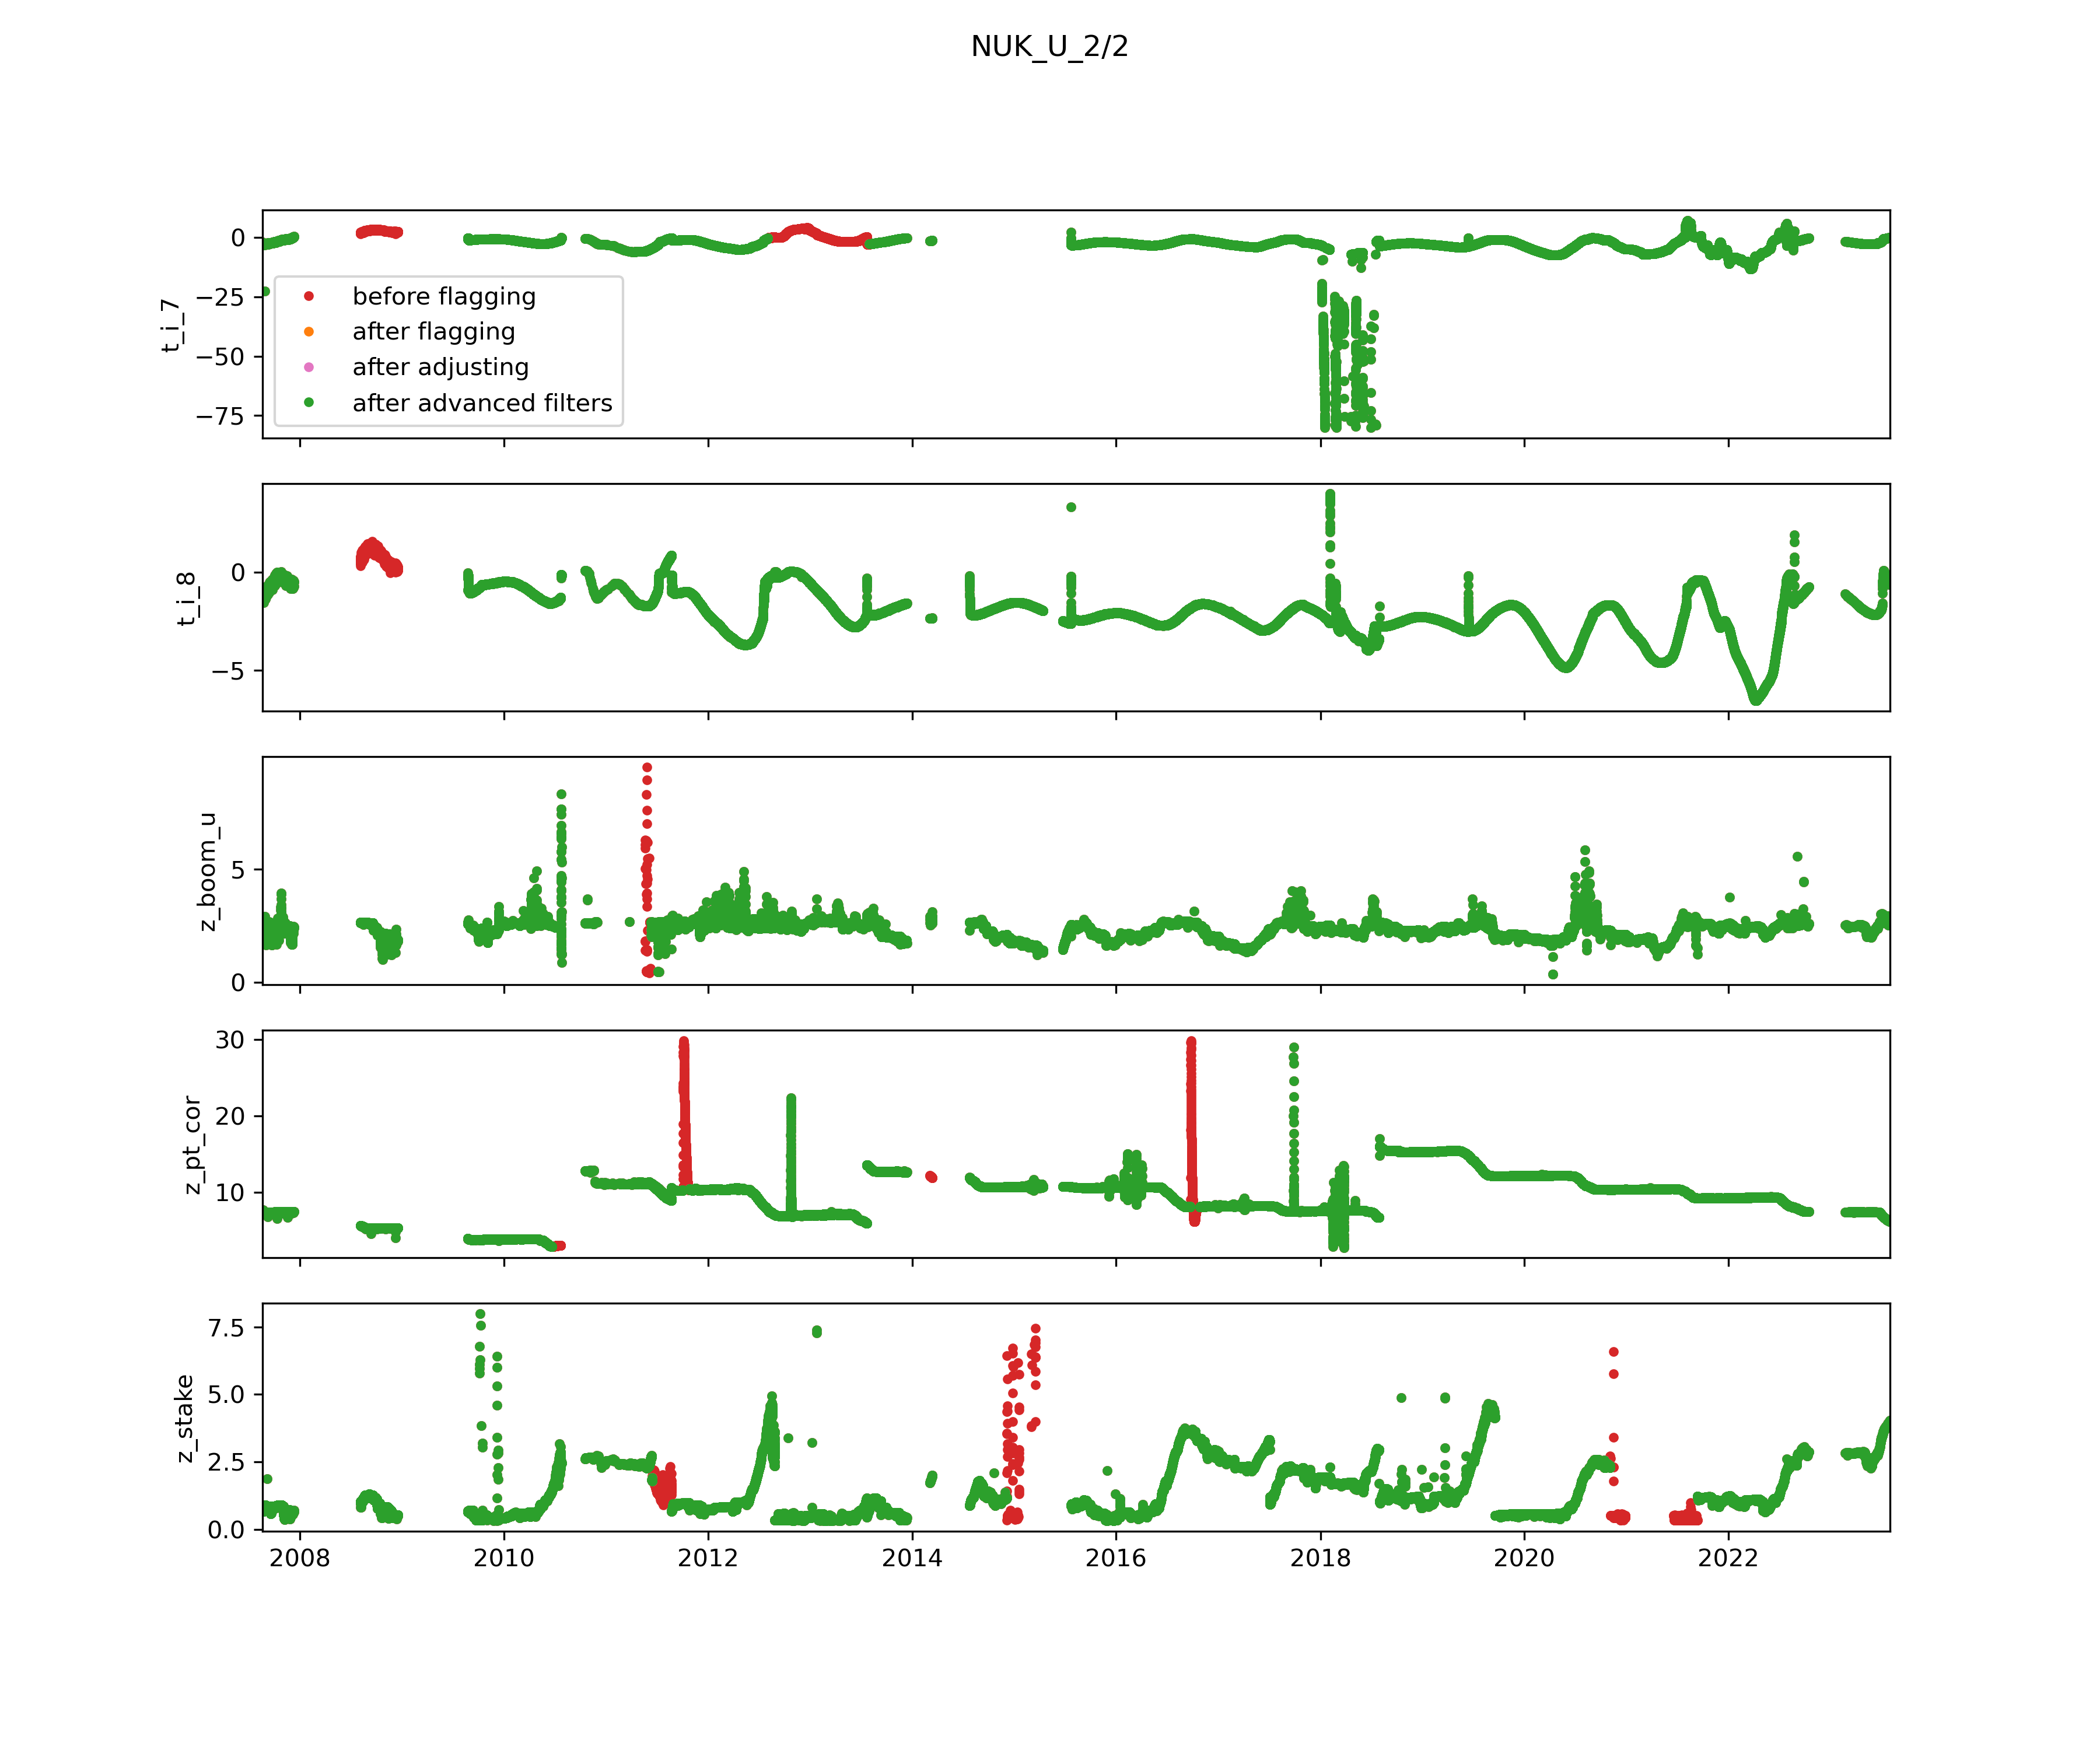 NUK_U_2/2
0
−25
−50
−75
t_i_7
before flagging
after flagging
after adjusting
after advanced filters
0
−5
t_i_8
5
0
z_boom_u
30
20
10
z_pt_cor
7.5
5.0
2.5
0.0
z_stake
2008 2010 2012 2014 2016 2018 2020 2022